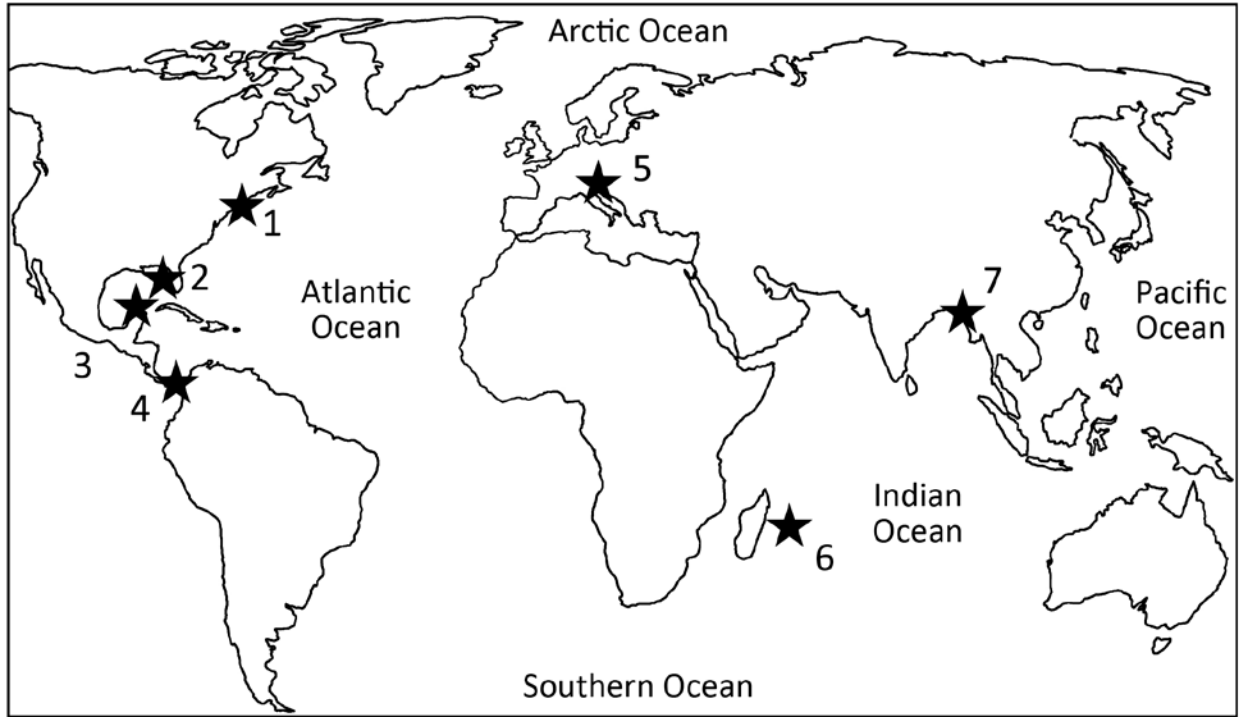 Arctic Ocean
5
1
2
7
Atlantic
Ocean
Pacific
Ocean
3
4
Indian
Ocean
6
Southern Ocean